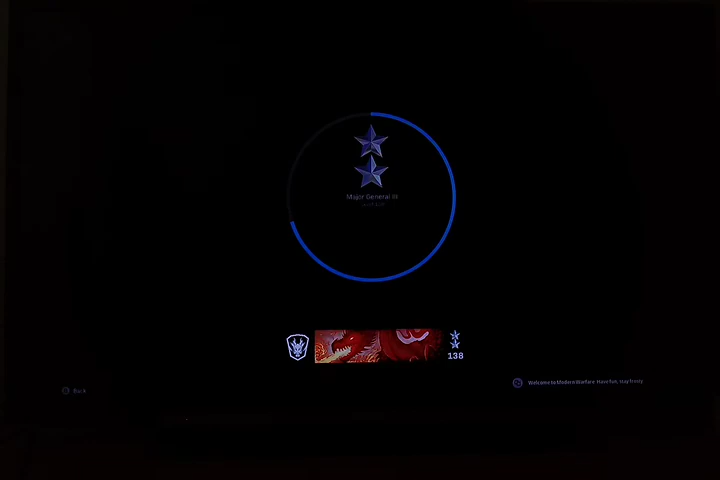 Major General III
138
Back
Welcome to Modern Warfare. Have fun, stay frosty